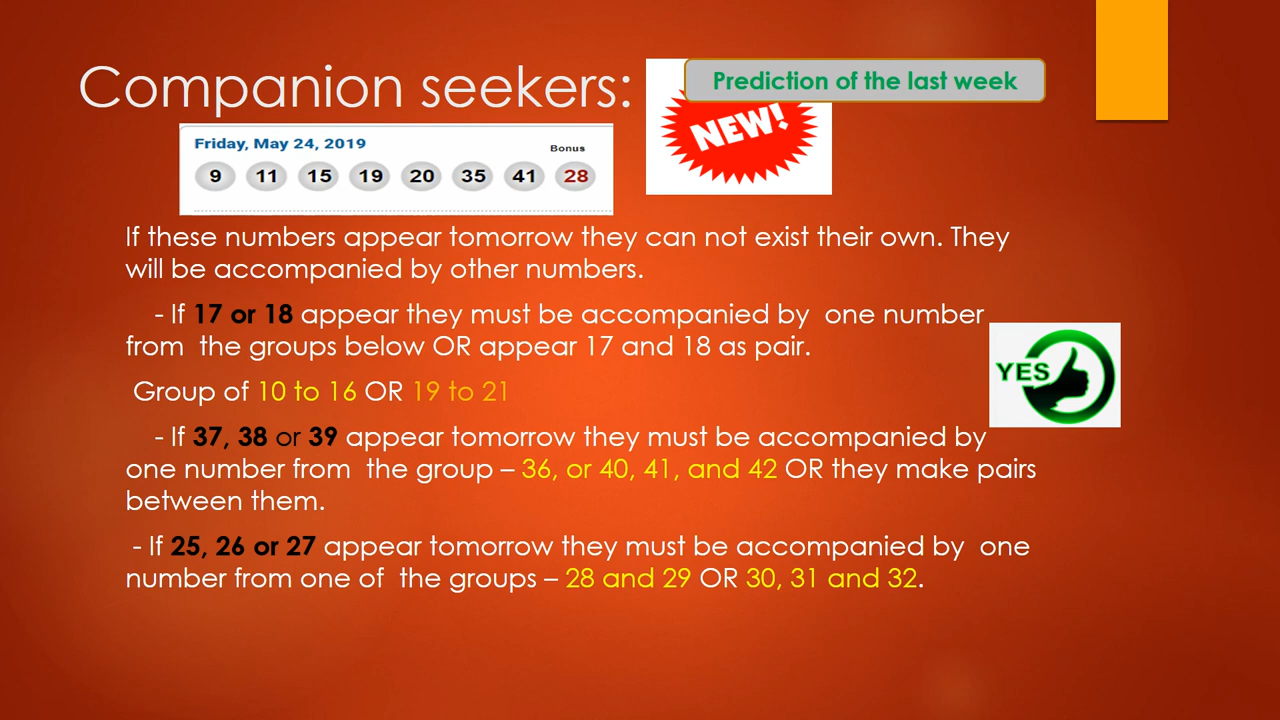 Companion seekers:
Prediction of the last week
NEW!
Friday, May 24, 2019
Bonus
9 11 15 19 20 35 41 28
If these numbers appear tomorrow they can not exist their own. They
will be accompanied by other numbers.
- If 17 or 18 appear they must be accompanied by one number
from the groups below OR appear 17 and 18 as pair.
YES
Group of 10 to 16 OR 19 to 21
- If 37, 38 or 39 appear tomorrow they must be accompanied by
one number from the group – 36, or 40, 41, and 42 OR they make pairs
between them.
- If 25, 26 or 27 appear tomorrow they must be accompanied by one
number from one of the groups – 28 and 29 OR 30, 31 and 32.